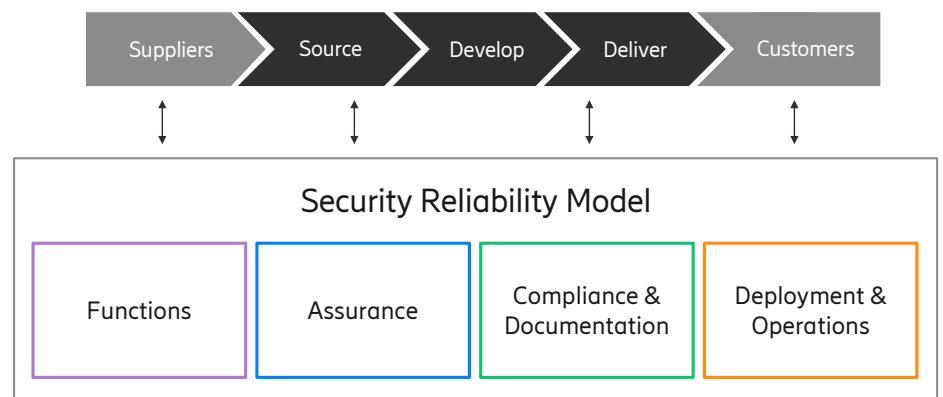 Suppliers
Source
Develop
Deliver
Customers
Security Reliability Model
Functions
Assurance
Compliance &
Documentation
Deployment &
Operations